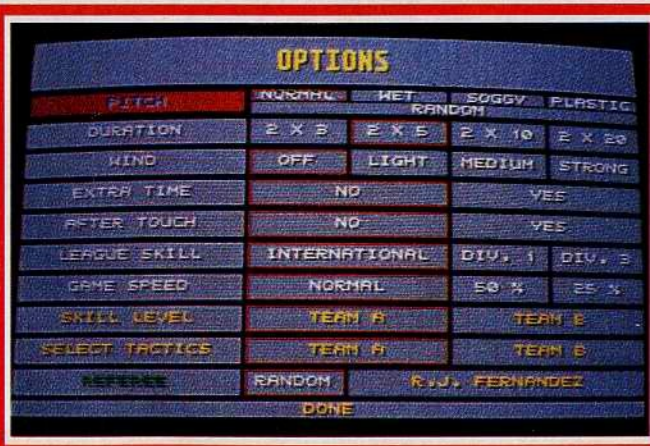 OPTIONS
PITCH NORMAL WET SOGGY PLASTIC
RANDOM
DURATION 2 X 3 2 X 5 2 X 10 2 X 20
WIND OFF LIGHT MEDIUM STRONG
EXTRA TIME NO YES
AFTER TOUCH NO YES
LEAGUE SKILL INTERNATIONAL DIV. 1 DIV. 3
GAME SPEED NORMAL 50 % 25 %
SKILL LEVEL TEAM A TEAM B
SELECT TACTICS TEAM A TEAM B
REFEREE RANDOM R.J. FERNANDEZ
DONE